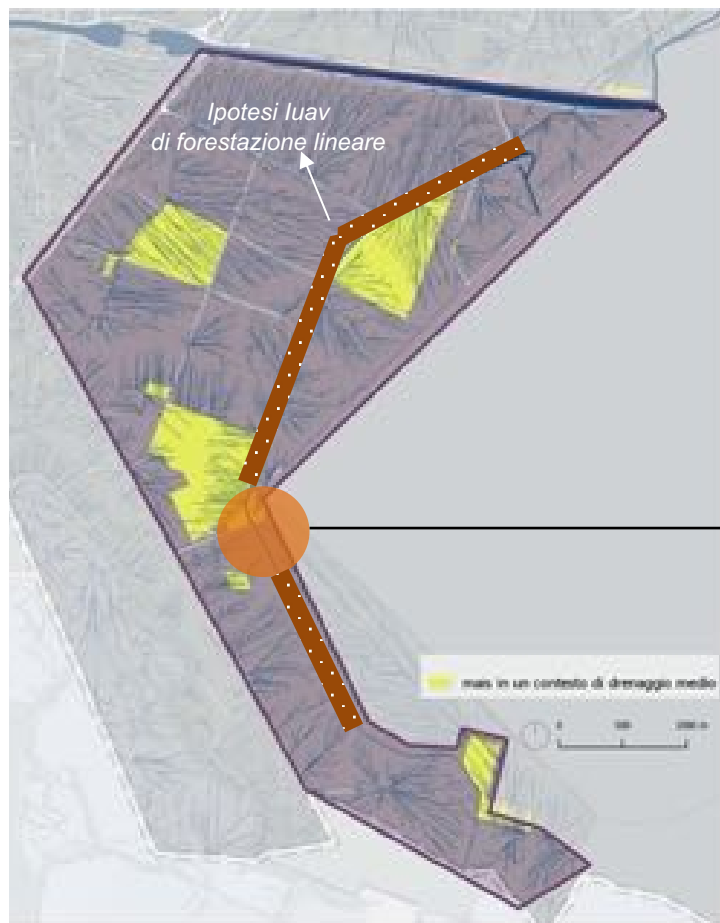 Ipotesi Iuav
di forestazione lineare
mais in un contesto di drenaggio medio
0 500 1000 m